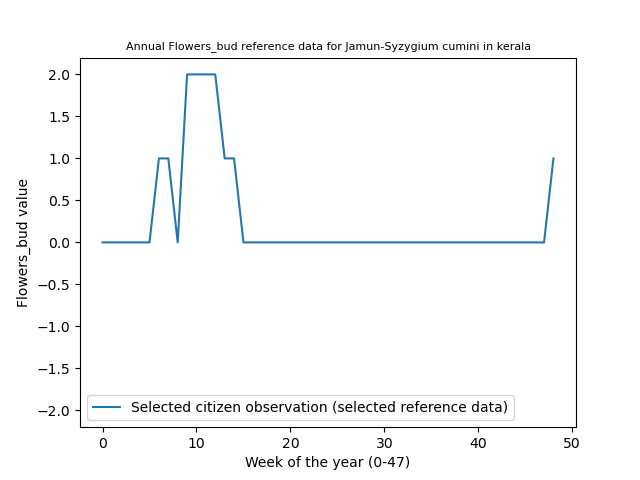 Annual Flowers_bud reference data for Jamun-Syzygium cumini in kerala
2.0
1.5
1.0
0.5
0.0
−0.5
−1.0
−1.5
−2.0
Flowers_bud value
Selected citizen observation (selected reference data)
0 10 20 30 40 50
Week of the year (0-47)